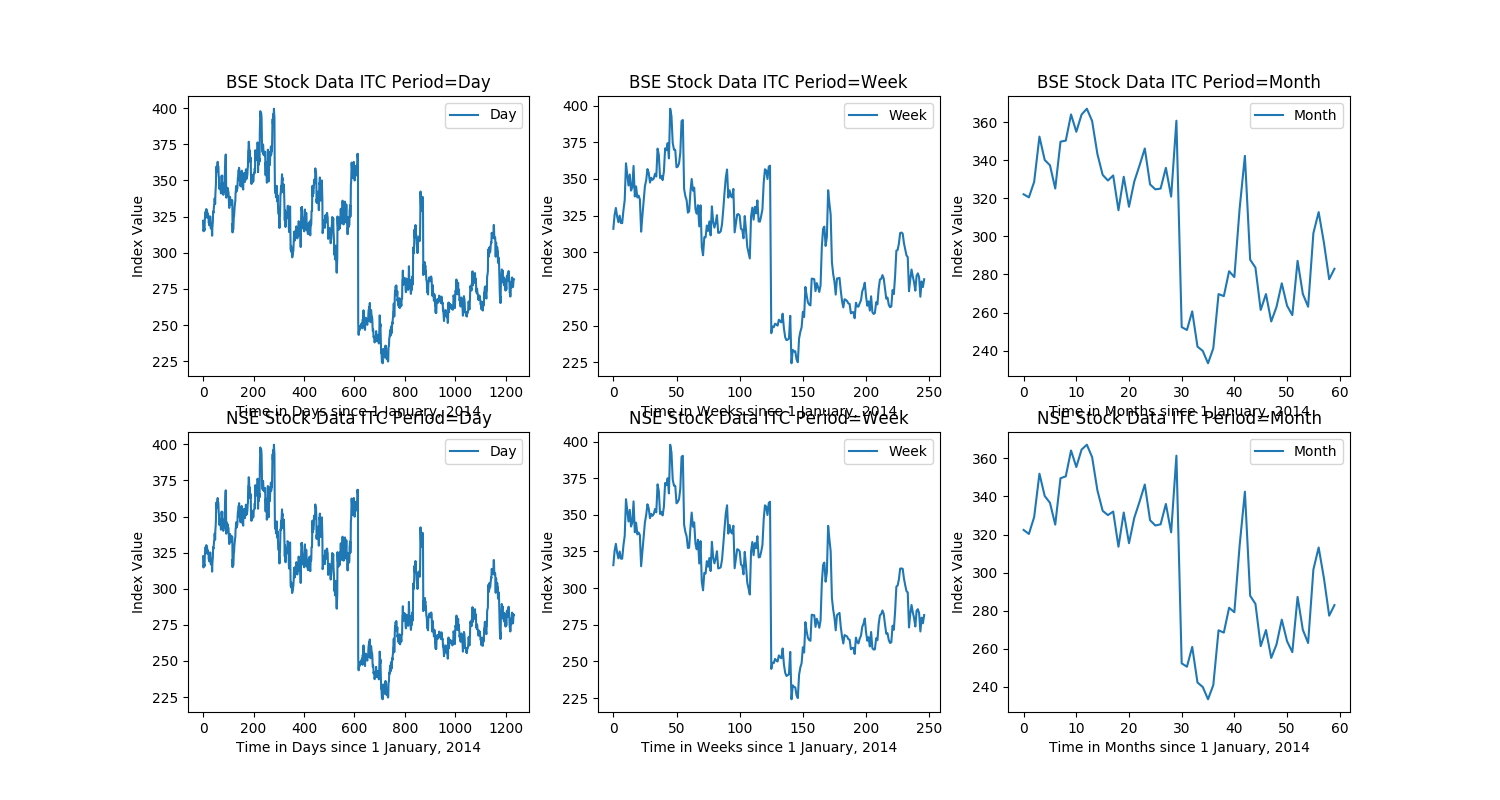 BSE Stock Data ITC Period=Day
400
375
350
325
300
275
250
225
Index Value
Day
0 200 400 600 800 1000 1200
Time in Days since 1 January, 2014
BSE Stock Data ITC Period=Week
400
375
350
325
300
275
250
225
Index Value
Week
0 50 100 150 200 250
Time in Weeks since 1 January, 2014
BSE Stock Data ITC Period=Month
360
340
320
300
280
260
240
Index Value
Month
0 10 20 30 40 50 60
Time in Months since 1 January, 2014
NSE Stock Data ITC Period=Day
400
375
350
325
300
275
250
225
Index Value
Day
0 200 400 600 800 1000 1200
Time in Days since 1 January, 2014
NSE Stock Data ITC Period=Week
400
375
350
325
300
275
250
225
Index Value
Week
0 50 100 150 200 250
Time in Weeks since 1 January, 2014
NSE Stock Data ITC Period=Month
360
340
320
300
280
260
240
Index Value
Month
0 10 20 30 40 50 60
Time in Months since 1 January, 2014